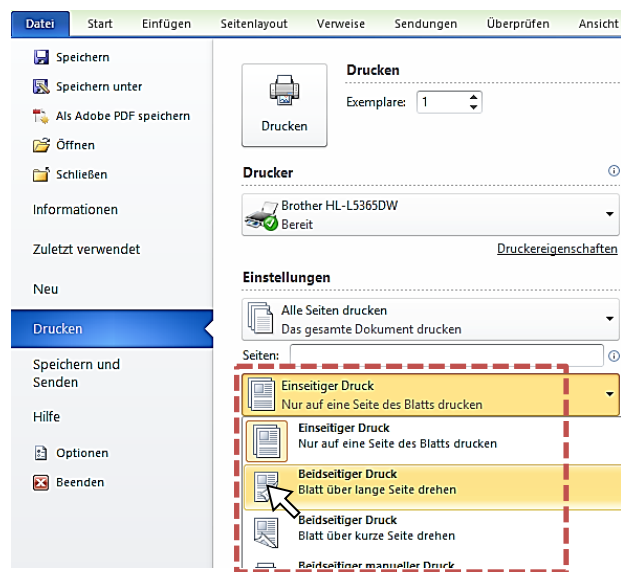 Datei Start Einfügen Seitenlayout Verweise Sendungen Überprüfen Ansicht
Speichern
Speichern unter
Als Adobe PDF speichern
Öffnen
Schließen
Informationen
Zuletzt verwendet
Neu
Drucken
Speichern und
Senden
Hilfe
Optionen
Beenden
Drucken
Drucken
Exemplare: 1
Drucker
Brother HL-L5365DW
Bereit
Druckereigenschaften
Einstellungen
Alle Seiten drucken
Das gesamte Dokument drucken
Seiten:
Einseitiger Druck
Nur auf eine Seite des Blatts drucken
Einseitiger Druck
Nur auf eine Seite des Blatts drucken
Beidseitiger Druck
Blatt über lange Seite drehen
Beidseitiger Druck
Blatt über kurze Seite drehen
Beidseitiger manueller Druck